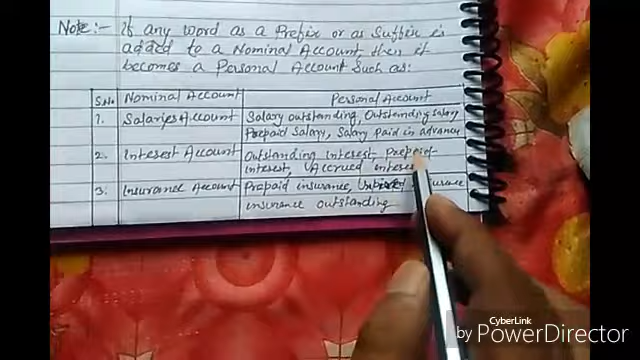 Note:- If any word as a Prefix or as Suffix is
added to a Nominal Account then it
becomes a Personal Account such as:
S.No Nominal Account Personal Account
1. Salaries Account Salary outstanding, Outstanding Salary
Prepaid Salary, Salary paid in advance
2. Interest Account Outstanding interest Prepaid
interest, Accrued interest
3. Insurance Account Prepaid insurance,
insurance outstanding
CyberLink
by PowerDirector